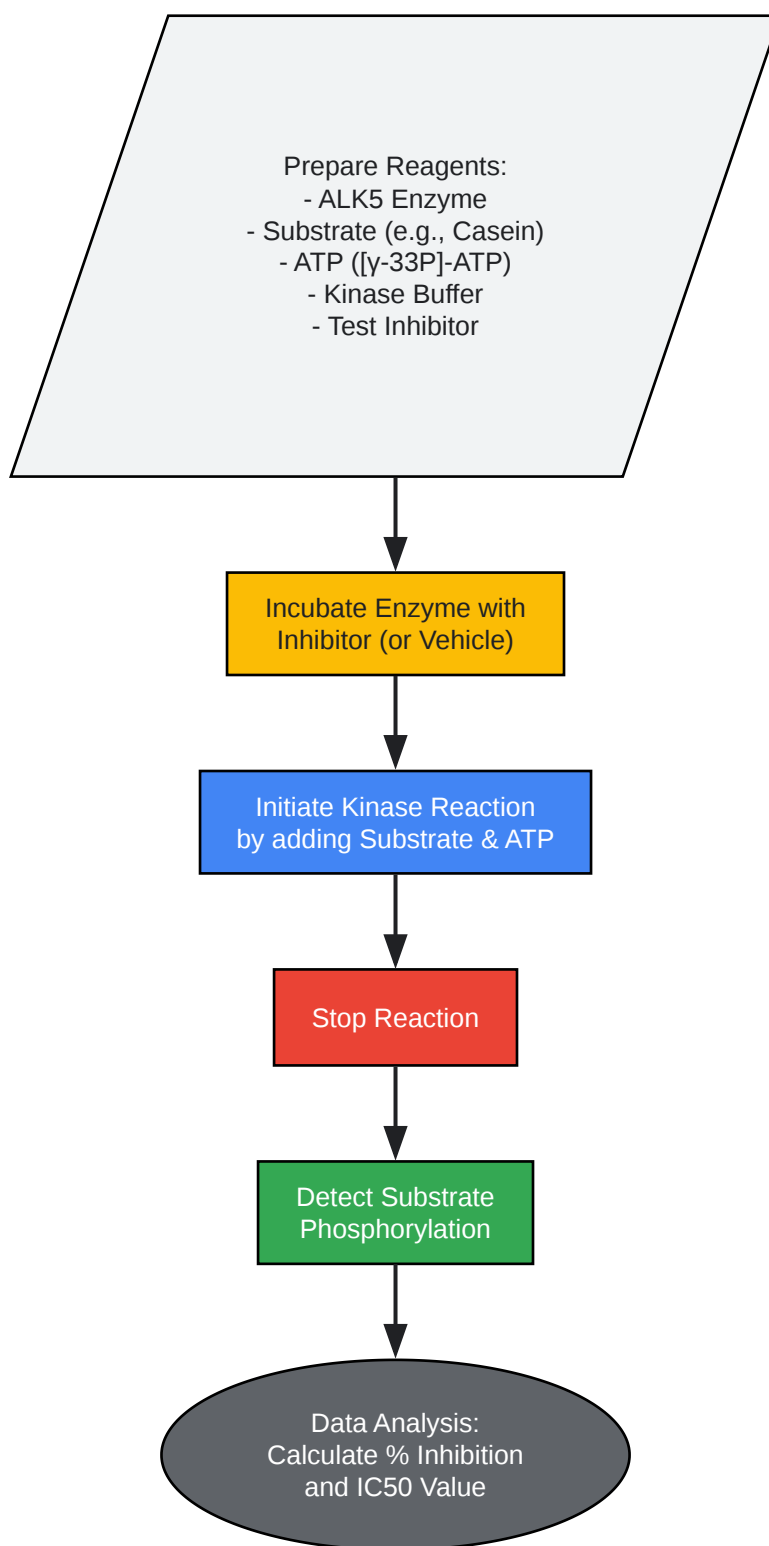 Prepare Reagents:
- ALK5 Enzyme
- Substrate (e.g., Casein)
- ATP ([γ-33P]-ATP)
- Kinase Buffer
- Test Inhibitor
Incubate Enzyme with
Inhibitor (or Vehicle)
Initiate Kinase Reaction
by adding Substrate & ATP
Stop Reaction
Detect Substrate
Phosphorylation
Data Analysis:
Calculate % Inhibition
and IC50 Value